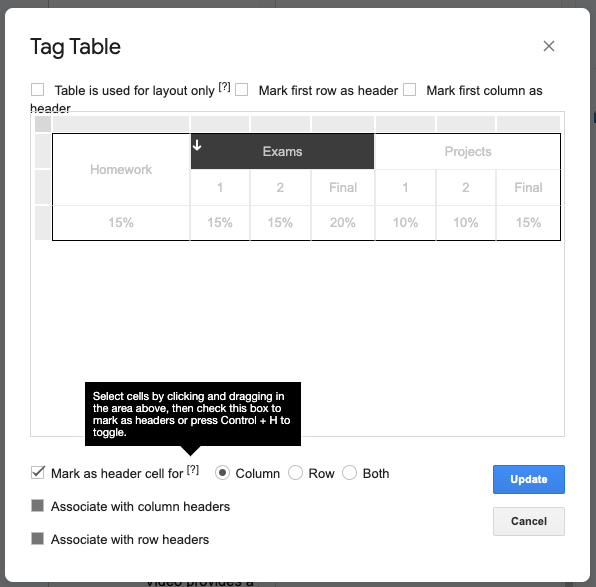 Tag Table
Table is used for layout only [?] Mark first row as header Mark first column as
header
Homework Exams Projects
1 2 Final 1 2 Final
15% 15% 15% 20% 10% 10% 15%
Select cells by clicking and dragging in
the area above, then check this box to
mark as headers or press Control + H to
toggle.
Mark as header cell for [?] Column Row Both
Update
Associate with column headers
Cancel
Associate with row headers
video provides a